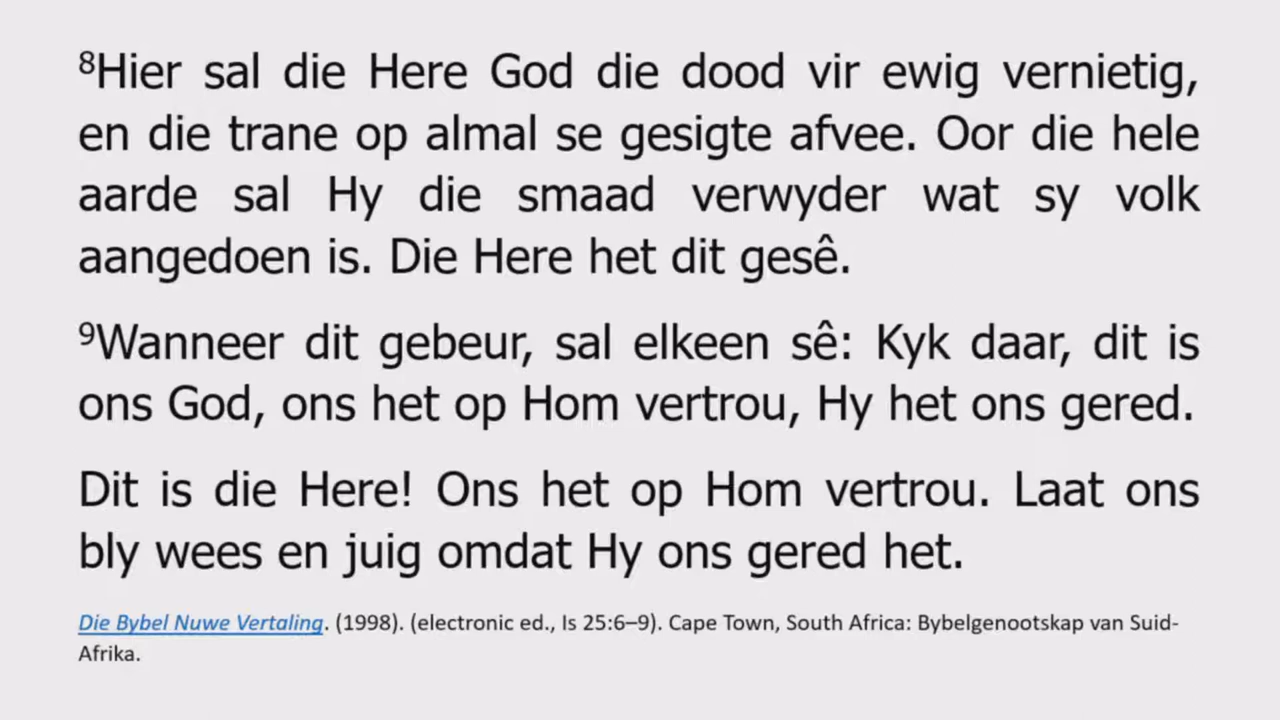 ⁸Hier sal die Here God die dood vir ewig vernietig,
en die trane op almal se gesigte afvee. Oor die hele
aarde sal Hy die smaad verwyder wat sy volk
aangedoen is. Die Here het dit gesê.
⁹Wanneer dit gebeur, sal elkeen sê: Kyk daar, dit is
ons God, ons het op Hom vertrou, Hy het ons gered.
Dit is die Here! Ons het op Hom vertrou. Laat ons
bly wees en juig omdat Hy ons gered het.
Die Bybel Nuwe Vertaling. (1998). (electronic ed., Is 25:6–9). Cape Town, South Africa: Bybelgenootskap van Suid-
Afrika.